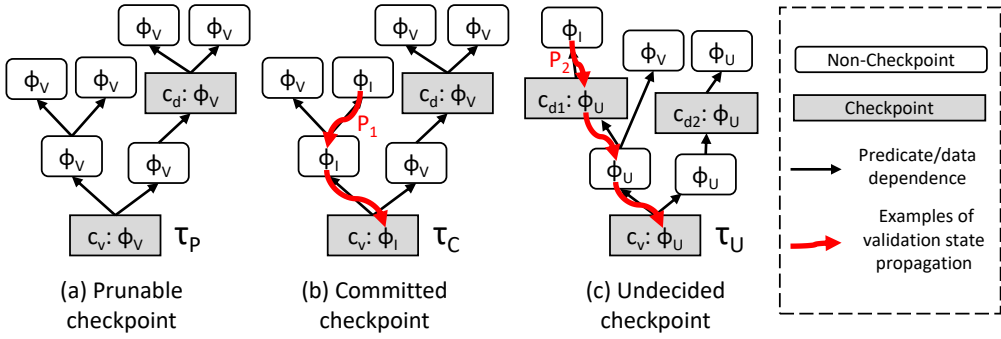 ϕV ϕV
ϕV ϕV
cd: ϕV
ϕV
ϕV
cv: ϕV
τP
(a) Prunable
checkpoint
ϕV ϕV
ϕV ϕI
cd: ϕV
P1
ϕI
ϕV
cv: ϕI
τC
(b) Committed
checkpoint
ϕI
P2
ϕV
ϕU
cd1: ϕU
cd2: ϕU
ϕU
ϕU
cv: ϕU
τU
(c) Undecided
checkpoint
Non-Checkpoint
Checkpoint
Predicate/data
dependence
Examples of
validation state
propagation